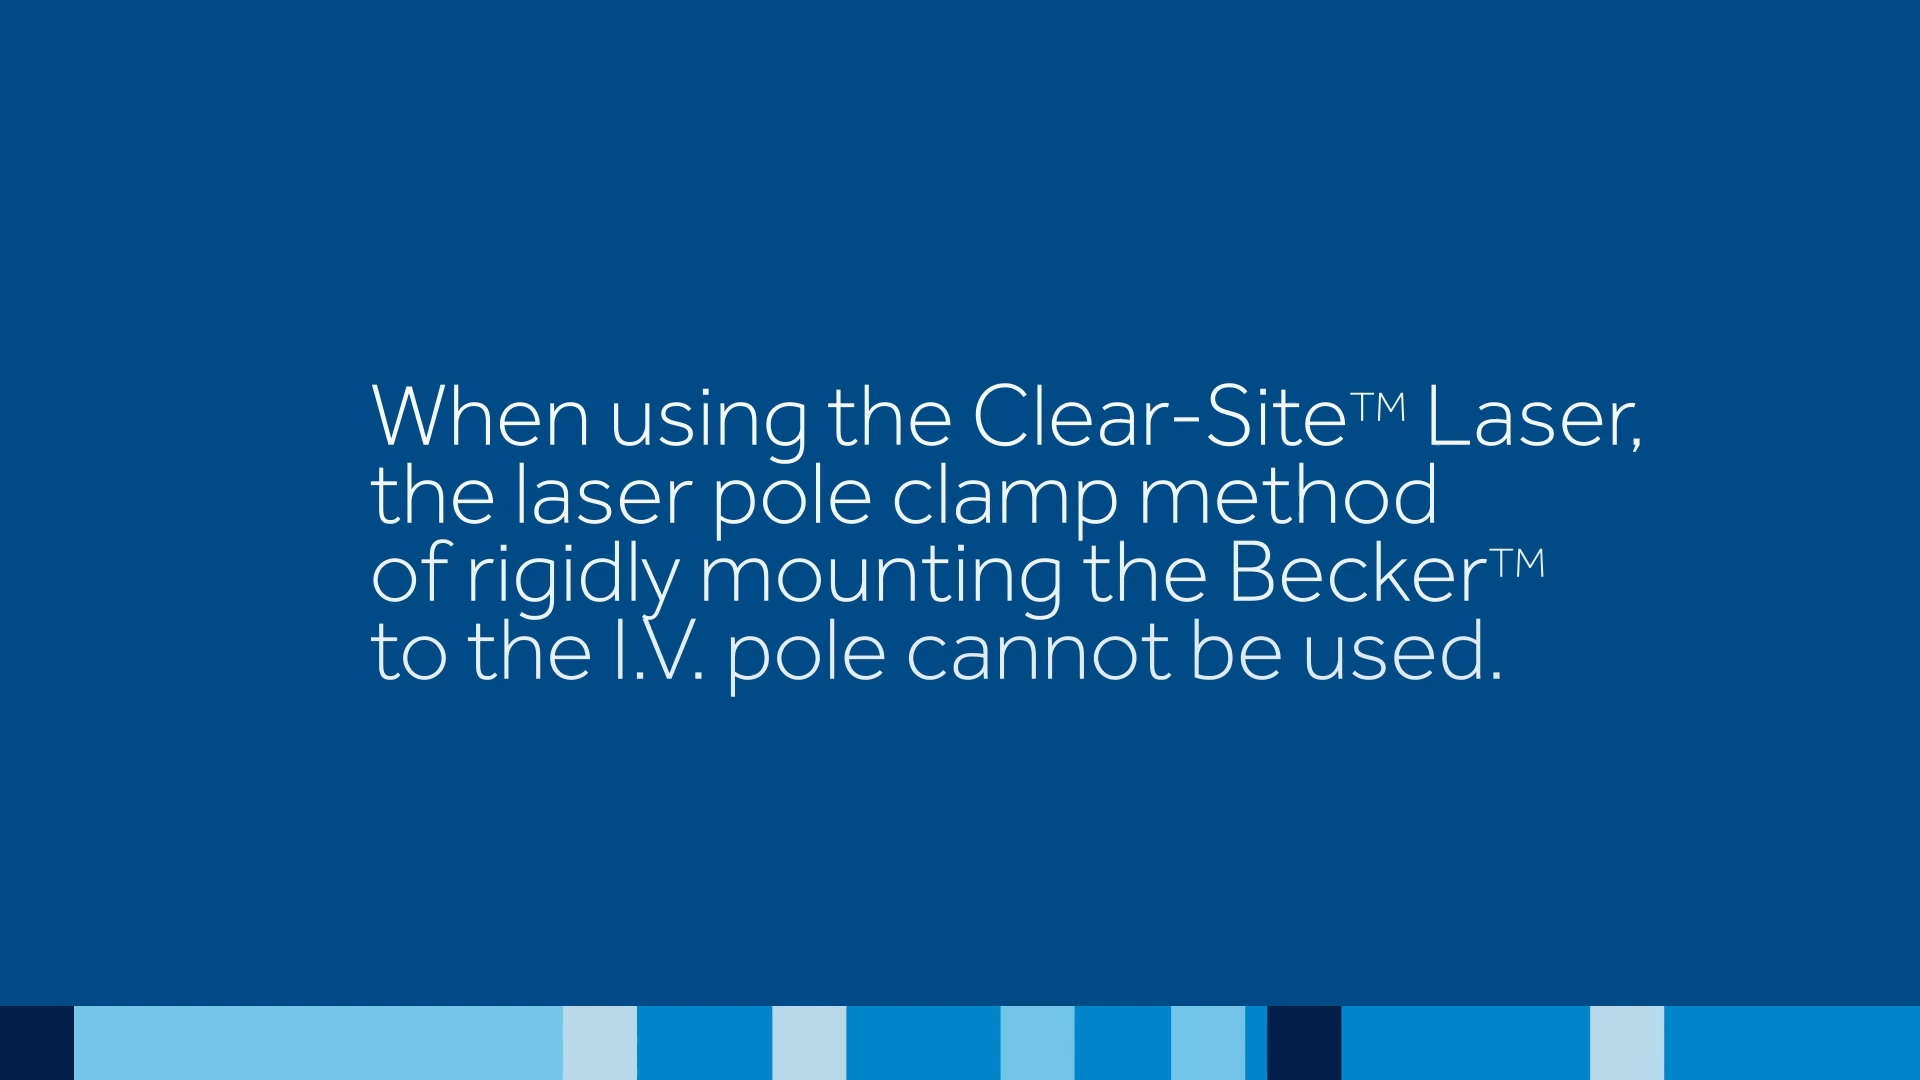 When using the Clear-Site™ Laser,
the laser pole clamp method
of rigidly mounting the Becker™
to the I.V. pole cannot be used.